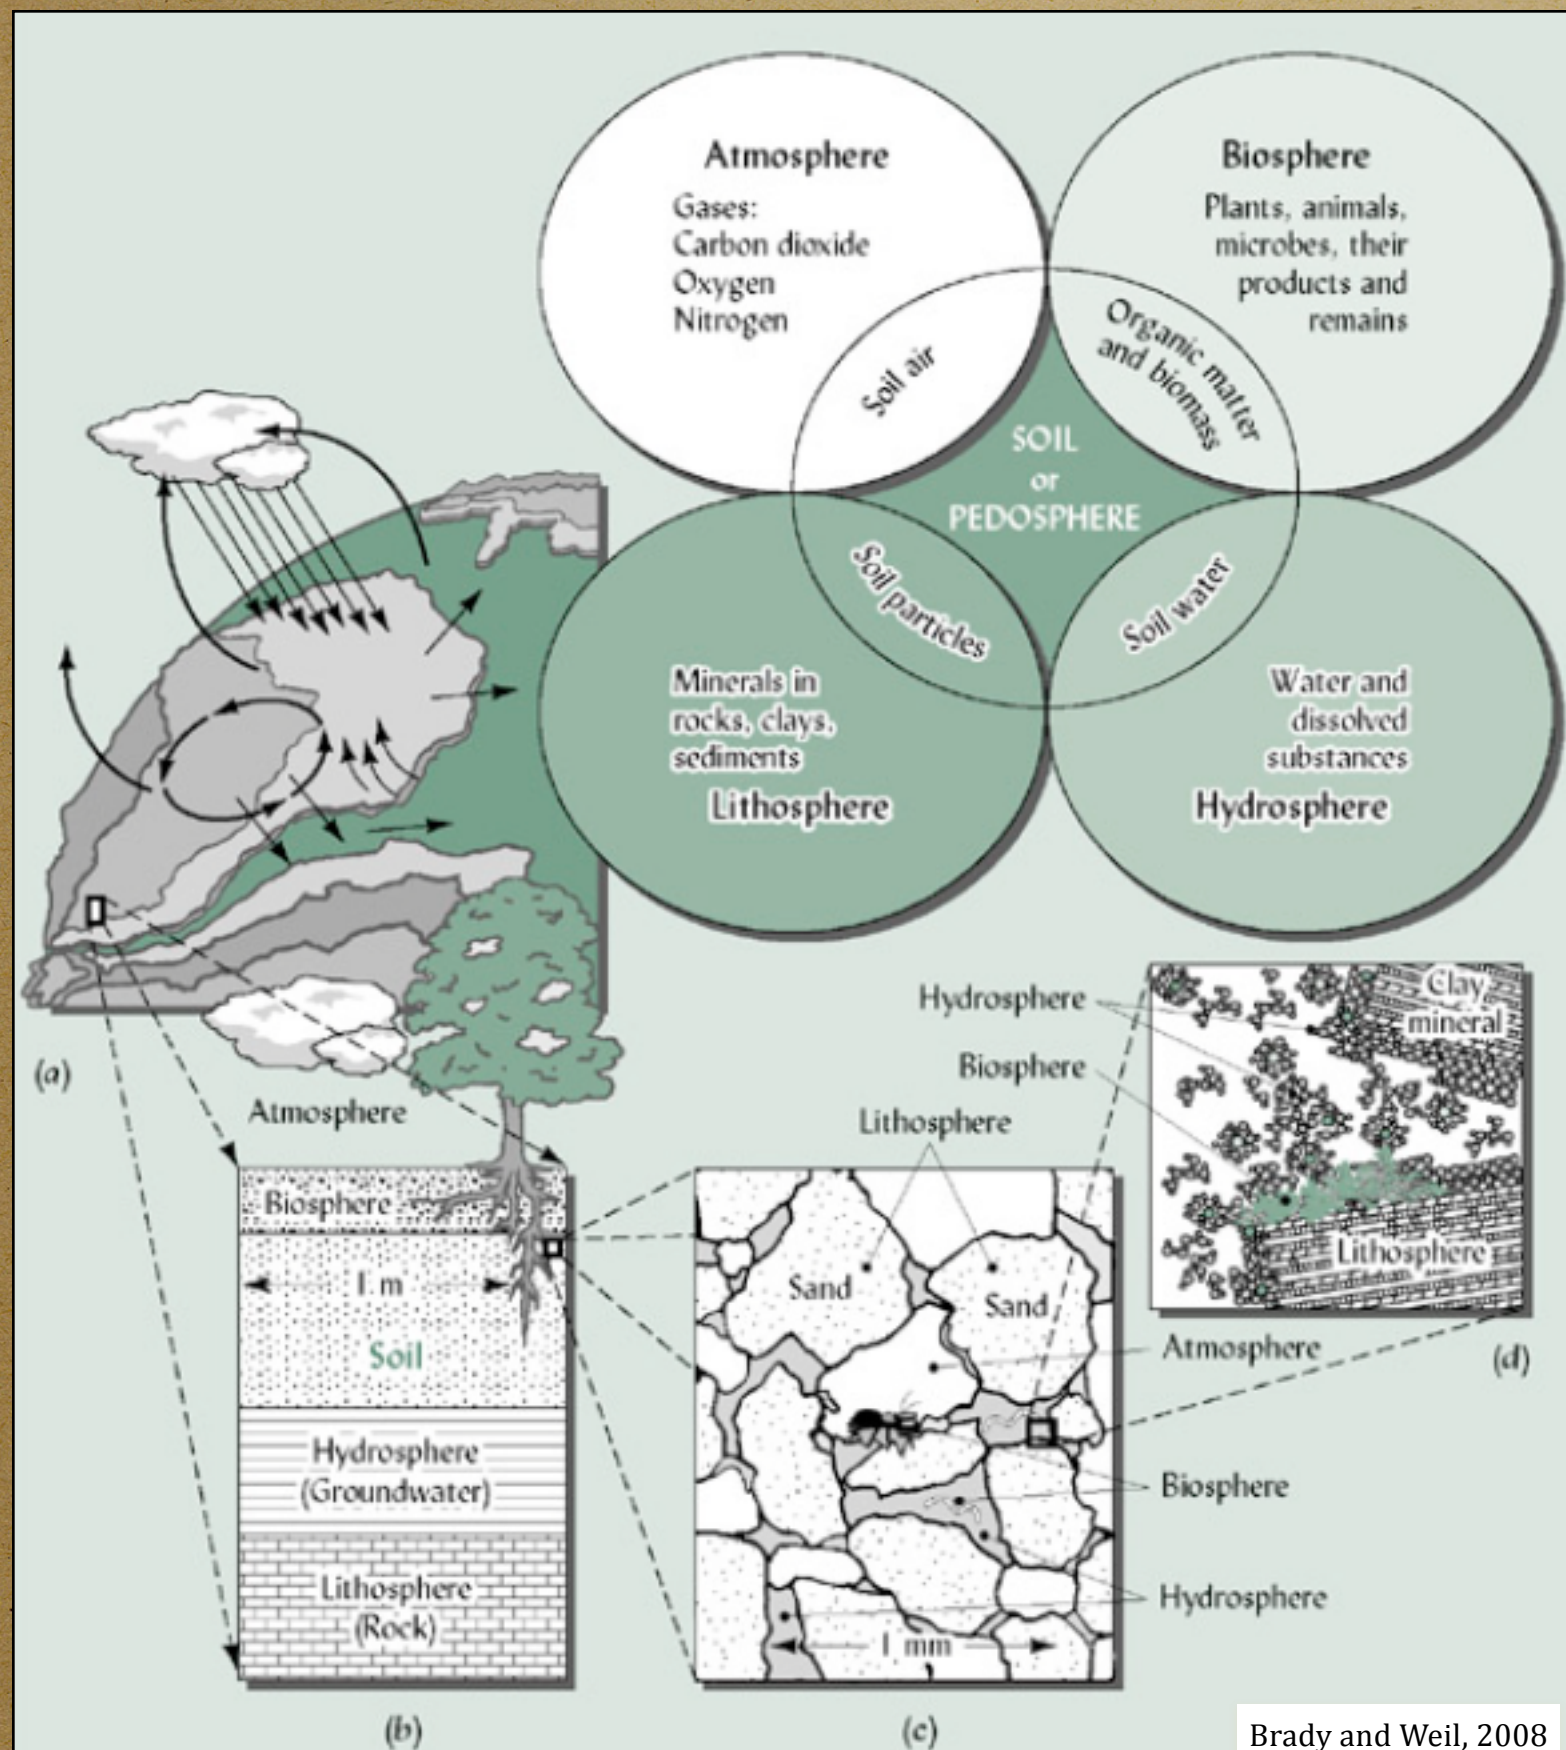 Atmosphere
Gases:
Carbon dioxide
Oxygen
Nitrogen
Biosphere
Plants, animals,
microbes, their
products and
remains
Soil air
Organic matter
and biomass
SOIL
or
PEDOSPHERE
Soil particles
Soil water
Minerals in
rocks, clays,
sediments
Lithosphere
Water and
dissolved
substances
Hydrosphere
(a)
Atmosphere
Biosphere
1 m
Soil
Hydrosphere
(Groundwater)
Lithosphere
(Rock)
(b)
Lithosphere
Sand
Sand
Atmosphere
Biosphere
Hydrosphere
1 mm
(c)
Hydrosphere
Biosphere
Clay
mineral
Lithosphere
(d)
Brady and Weil, 2008